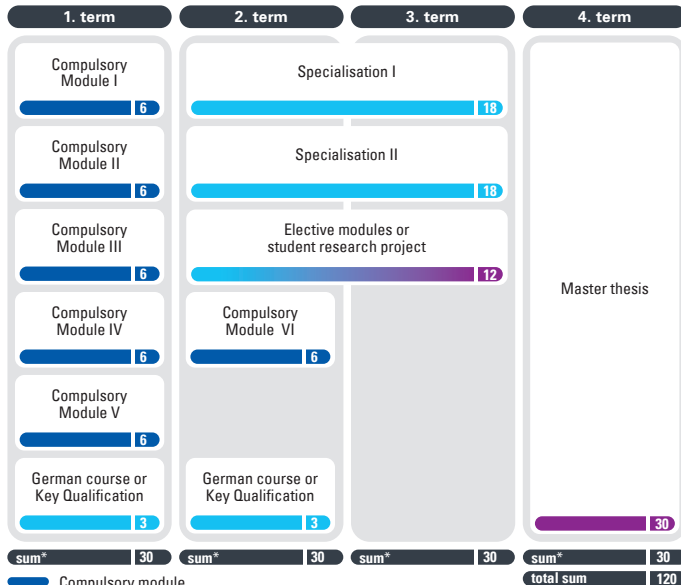 1. term
2. term
3. term
4. term
Compulsory
Module I
6
Specialisation I
18
Compulsory
Module II
6
Specialisation II
18
Compulsory
Module III
6
Elective modules or
student research project
12
Master thesis
Compulsory
Module IV
6
Compulsory
Module VI
6
Compulsory
Module V
6
German course or
Key Qualification
3
German course or
Key Qualification
3
30
sum* 30
sum* 30
sum* 30
sum* 30
Compulsory module
total sum 120